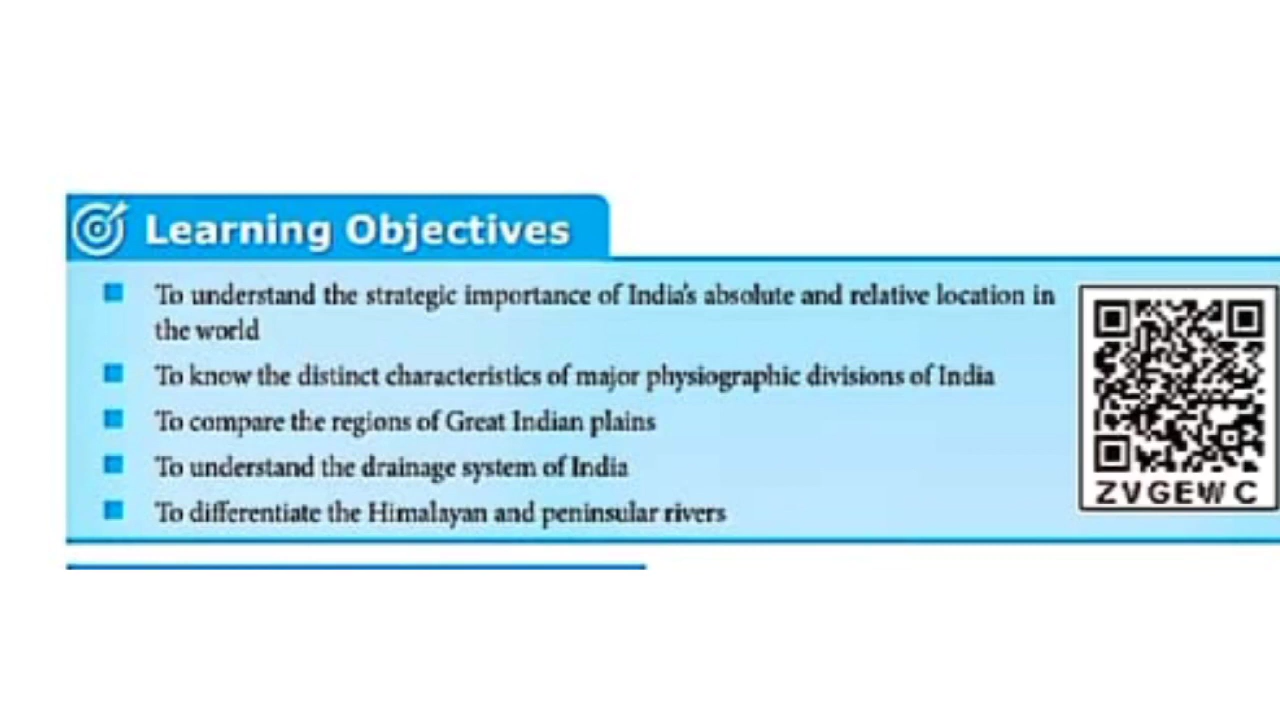 Learning Objectives
To understand the strategic importance of India's absolute and relative location in
the world
To know the distinct characteristics of major physiographic divisions of India
To compare the regions of Great Indian plains
To understand the drainage system of India
To differentiate the Himalayan and peninsular rivers
ZVGEWC